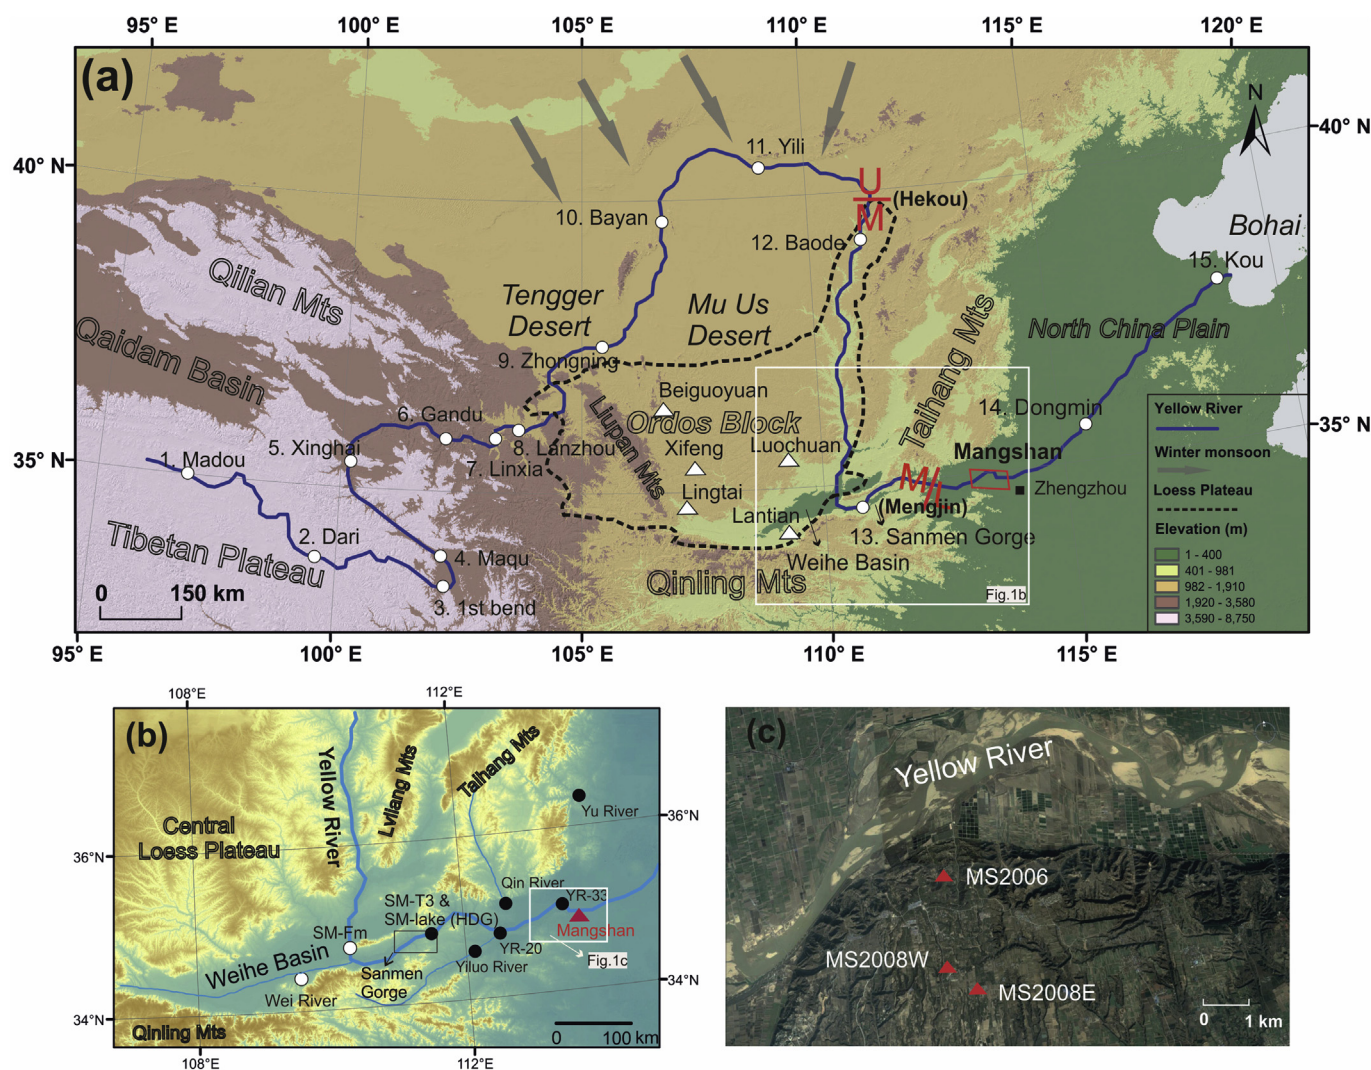 95° E
100° E
105° E
110° E
115° E
120° E
(a)
N
40° N
40° N
11. Yili
U
(Hekou)
M
10. Bayan
12. Baode
Bohai
15. Kou
Qilian Mts
Tengger
Desert
Mu Us
Desert
Taihang Mts
North China Plain
Qaidam Basin
9. Zhongning
Beiguoyuan
Yellow River
6. Gandu
Liupan Mts
Ordos Block
14. Dongmin
35° N
5. Xinghai
8. Lanzhou
Xifeng
Luochuan
Mangshan
Winter monsoon
35° N
1. Madou
7. Linxia
M/L
Zhengzhou
Loess Plateau
Lingtai
(Mengjin)
Lantian
13. Sanmen Gorge
Elevation (m)
Tibetan Plateau
2. Dari
4. Maqu
Weihe Basin
1 - 400
401 - 981
982 - 1,910
1,920 - 3,580
3,590 - 8,750
0 150 km
3. 1st bend
Qinling Mts
Fig.1b
95° E
100° E
105° E
110° E
115° E
108°E
112°E
(b)
Yellow River
Lvliang Mts
Taihang Mts
Yu River
36°N
Central
Loess Plateau
36°N
Qin River
YR-33
SM-T3 &
SM-lake (HDG)
SM-Fm
Mangshan
YR-20
Weihe Basin
Yiluo River
Fig.1c
Sanmen
Gorge
34°N
Wei River
34°N
Qinling Mts
0 100 km
108°E
112°E
(c)
Yellow River
MS2006
MS2008W
MS2008E
0 1 km